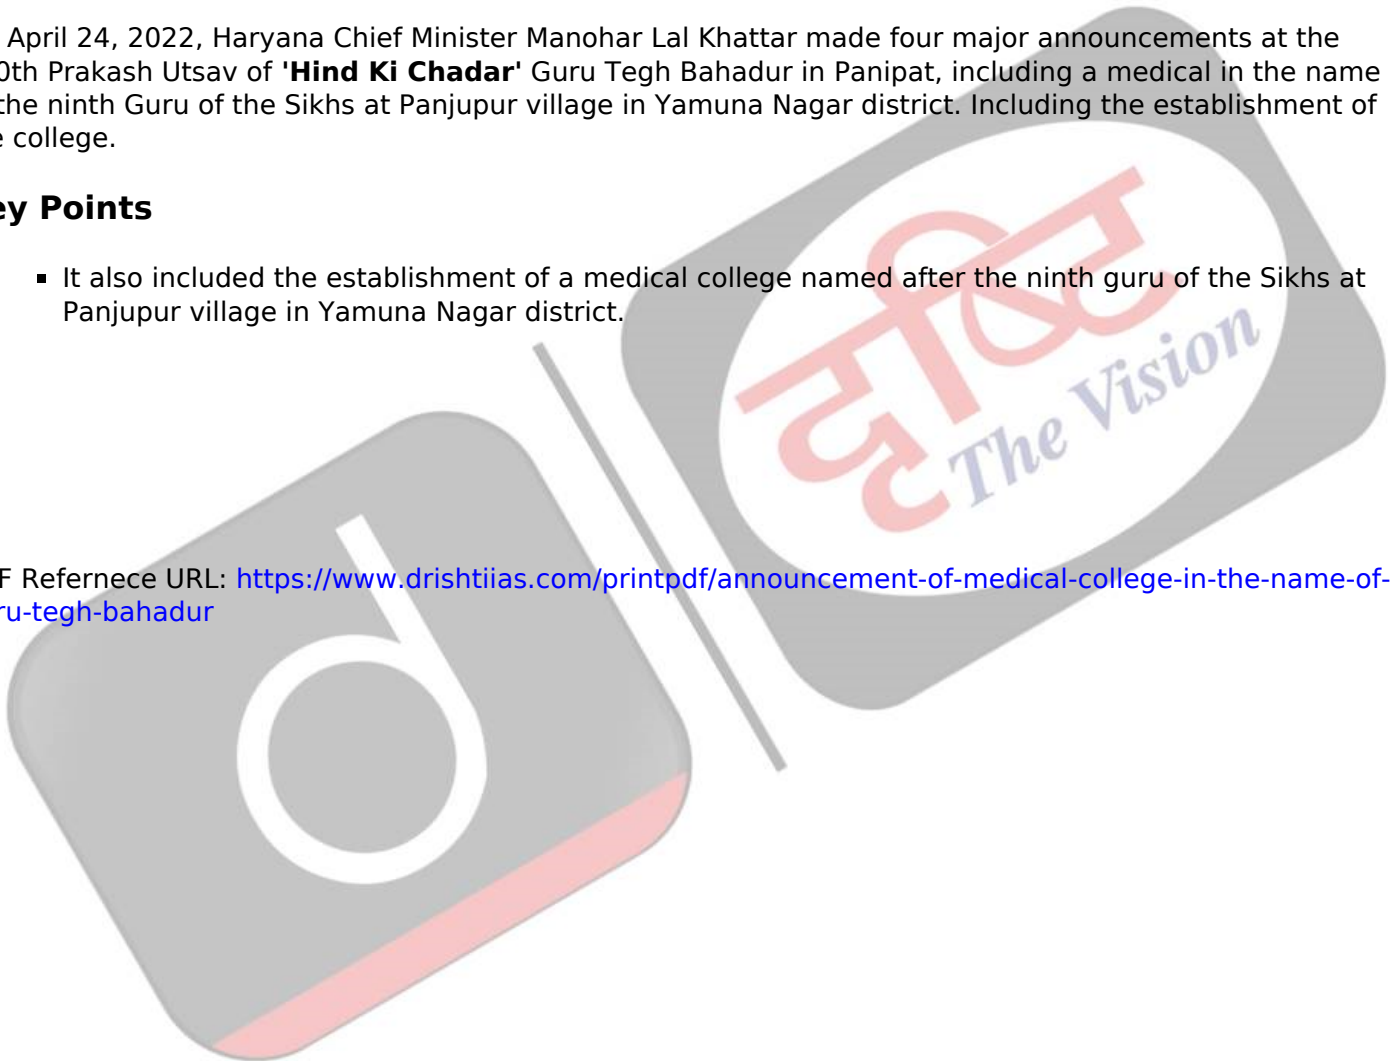 April 24, 2022, Haryana Chief Minister Manohar Lal Khattar made four major announcements at the
0th Prakash Utsav of 'Hind Ki Chadar' Guru Tegh Bahadur in Panipat, including a medical in the name
the ninth Guru of the Sikhs at Panjupur village in Yamuna Nagar district. Including the establishment of
e college.
ey Points
▪ It also included the establishment of a medical college named after the ninth guru of the Sikhs at
Panjupur village in Yamuna Nagar district.
दृष्टि
The Vision
d
F Refernece URL: https://www.drishtiias.com/printpdf/announcement-of-medical-college-in-the-name-of-
ru-tegh-bahadur